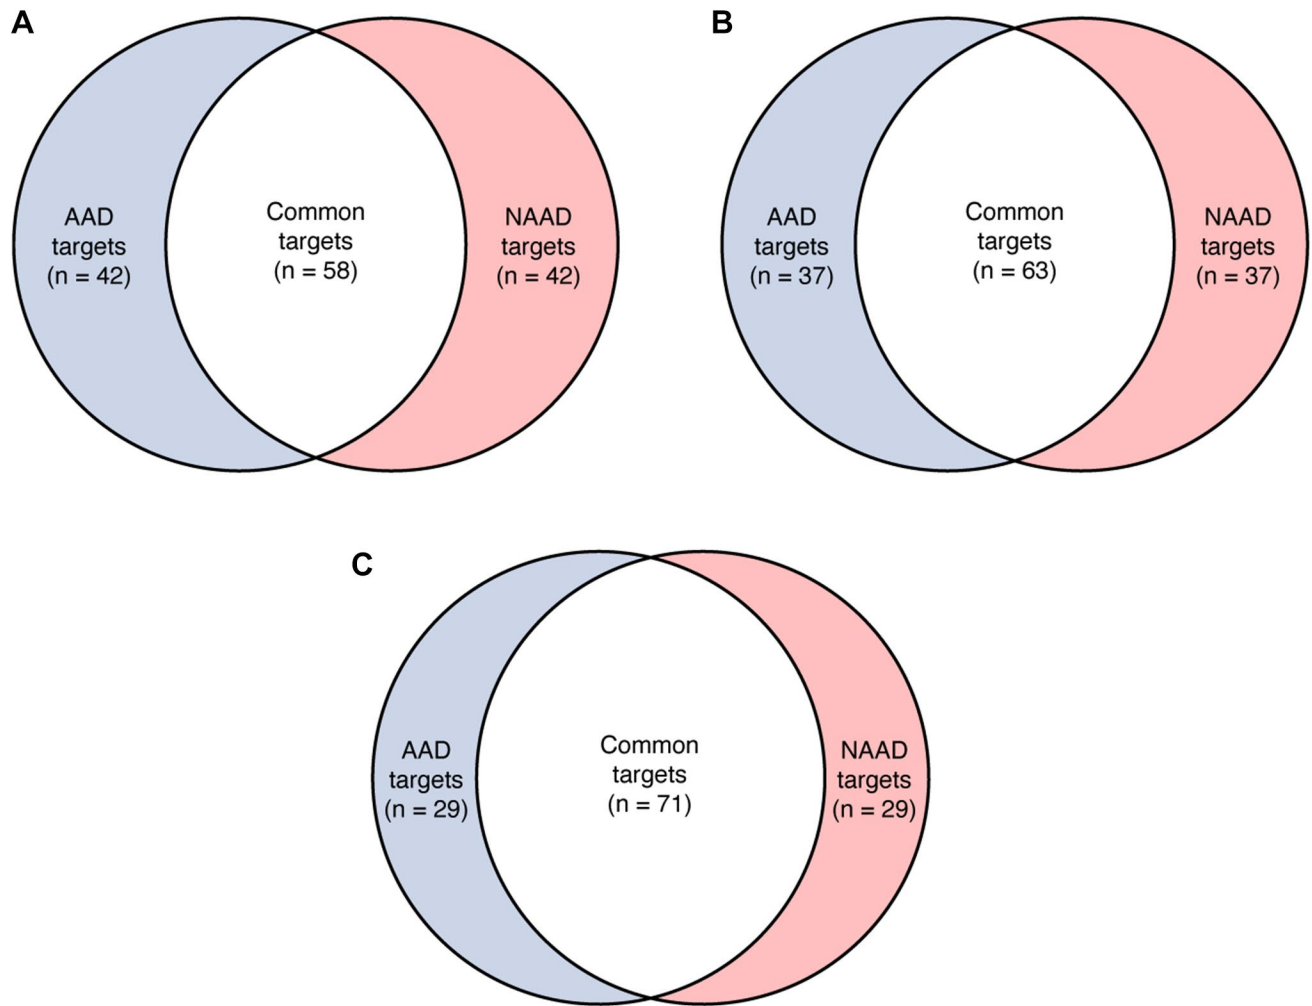 A
AAD
targets
(n = 42)
Common
targets
(n = 58)
NAAD
targets
(n = 42)
B
AAD
targets
(n = 37)
Common
targets
(n = 63)
NAAD
targets
(n = 37)
C
AAD
targets
(n = 29)
Common
targets
(n = 71)
NAAD
targets
(n = 29)